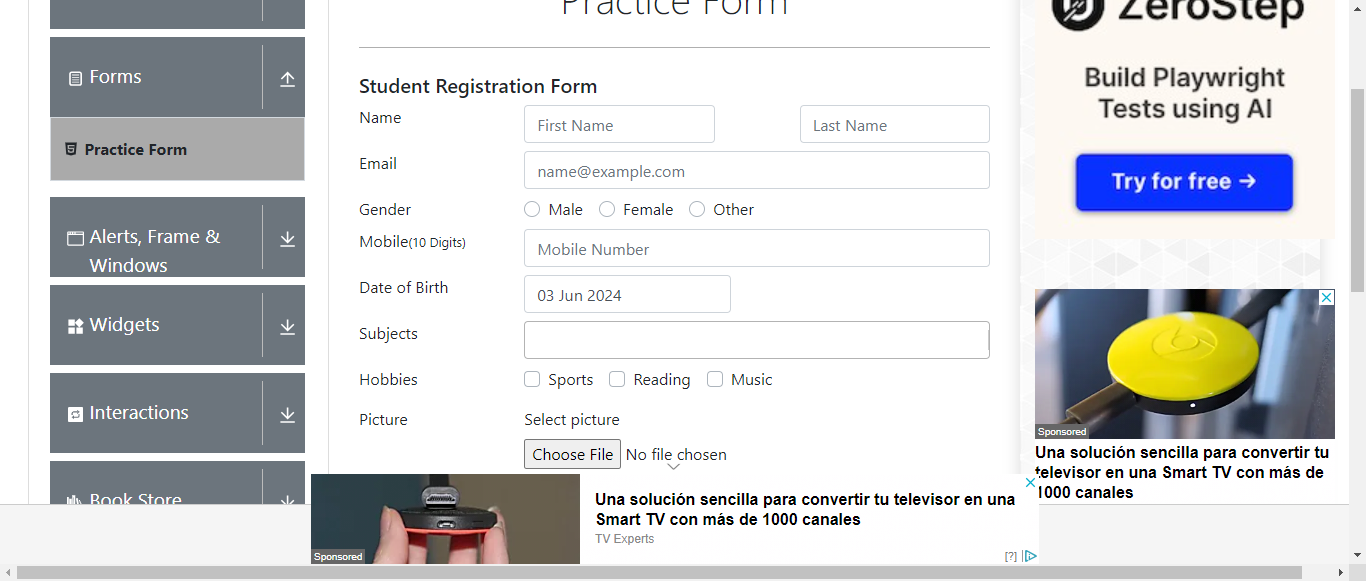 Practice Form
ZeroStep
Forms
Practice Form
Alerts, Frame &
Windows
Widgets
Interactions
Book Store
Student Registration Form
Name
First Name
Last Name
Email
name@example.com
Gender
Male
Female
Other
Mobile(10 Digits)
Mobile Number
Date of Birth
03 Jun 2024
Subjects
Hobbies
Sports
Reading
Music
Picture
Select picture
Choose File
No file chosen
Build Playwright
Tests using AI
Try for free →
Sponsored
Una solución sencilla para convertir tu
televisor en una Smart TV con más de
1000 canales
Sponsored
Una solución sencilla para convertir tu televisor en una
Smart TV con más de 1000 canales
TV Experts
[?]